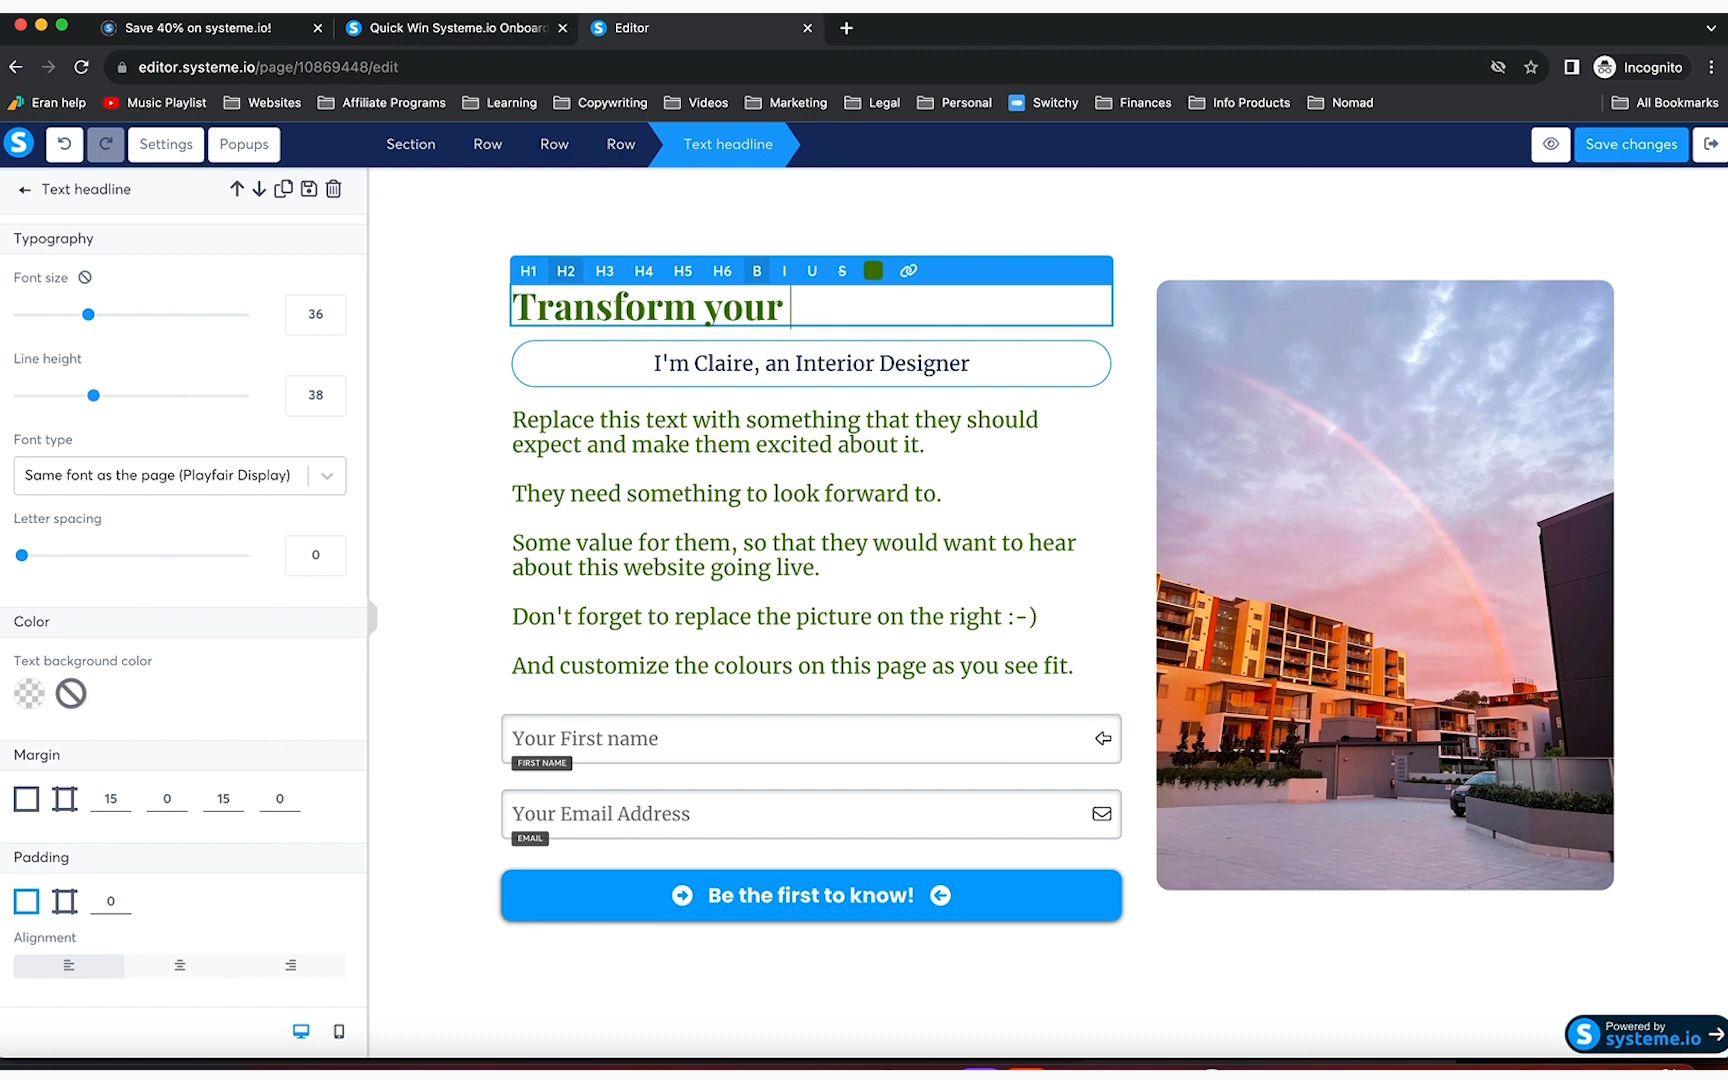 Save 40% on systeme.io!
Quick Win Systeme.io Onboard
Editor
editor.systeme.io/page/10869448/edit
Incognito
Eran help
Music Playlist
Websites
Affiliate Programs
Learning
Copywriting
Videos
Marketing
Legal
Personal
Switchy
Finances
Info Products
Nomad
All Bookmarks
S
Settings
Popups
Section
Row
Row
Row
Text headline
Save changes
Text headline
Typography
Font size
36
Line height
38
Font type
Same font as the page (Playfair Display)
Letter spacing
0
Color
Text background color
Margin
15 0 15 0
Padding
0
Alignment
H1 H2 H3 H4 H5 H6 B I U S
Transform your
I'm Claire, an Interior Designer
Replace this text with something that they should
expect and make them excited about it.
They need something to look forward to.
Some value for them, so that they would want to hear
about this website going live.
Don't forget to replace the picture on the right :-)
And customize the colours on this page as you see fit.
Your First name
FIRST NAME
Your Email Address
EMAIL
Be the first to know!
S
Powered by
systeme.io